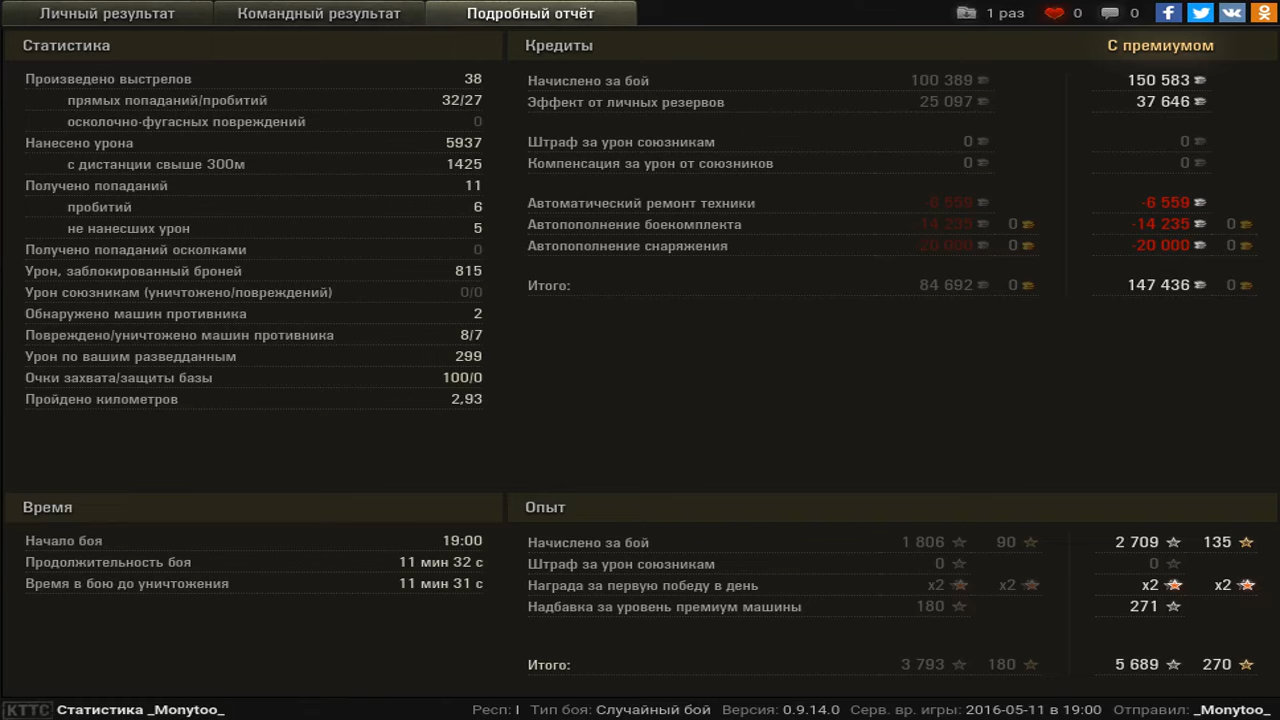 Личный результат Командный результат Подробный отчёт 1 раз 0 0
Статистика
Произведено выстрелов 38
прямых попаданий/пробитий 32/27
осколочно-фугасных повреждений 0
Нанесено урона 5937
с дистанции свыше 300м 1425
Получено попаданий 11
пробитий 6
не нанесших урон 5
Получено попаданий осколками 0
Урон, заблокированный броней 815
Урон союзникам (уничтожено/повреждений) 0/0
Обнаружено машин противника 2
Повреждено/уничтожено машин противника 8/7
Урон по вашим разведданным 299
Очки захвата/защиты базы 100/0
Пройдено километров 2,93
Кредиты С премиумом
Начислено за бой 100 389 150 583
Эффект от личных резервов 25 097 37 646
Штраф за урон союзникам 0 0
Компенсация за урон от союзников 0 0
Автоматический ремонт техники -6 559 -6 559
Автопополнение боекомплекта -14 235 0 -14 235 0
Автопополнение снаряжения -20 000 0 -20 000 0
Итого: 84 692 0 147 436 0
Время
Начало боя 19:00
Продолжительность боя 11 мин 32 с
Время в бою до уничтожения 11 мин 31 с
Опыт
Начислено за бой 1 806 90 2 709 135
Штраф за урон союзникам 0 0
Награда за первую победу в день x2 x2 x2 x2
Надбавка за уровень премиум машины 180 271
Итого: 3 793 180 5 689 270
КТТС Статистика _Monytoo_ Респ: I Тип боя: Случайный бой Версия: 0.9.14.0 Серв. вр. игры: 2016-05-11 в 19:00 Отправил: _Monytoo_